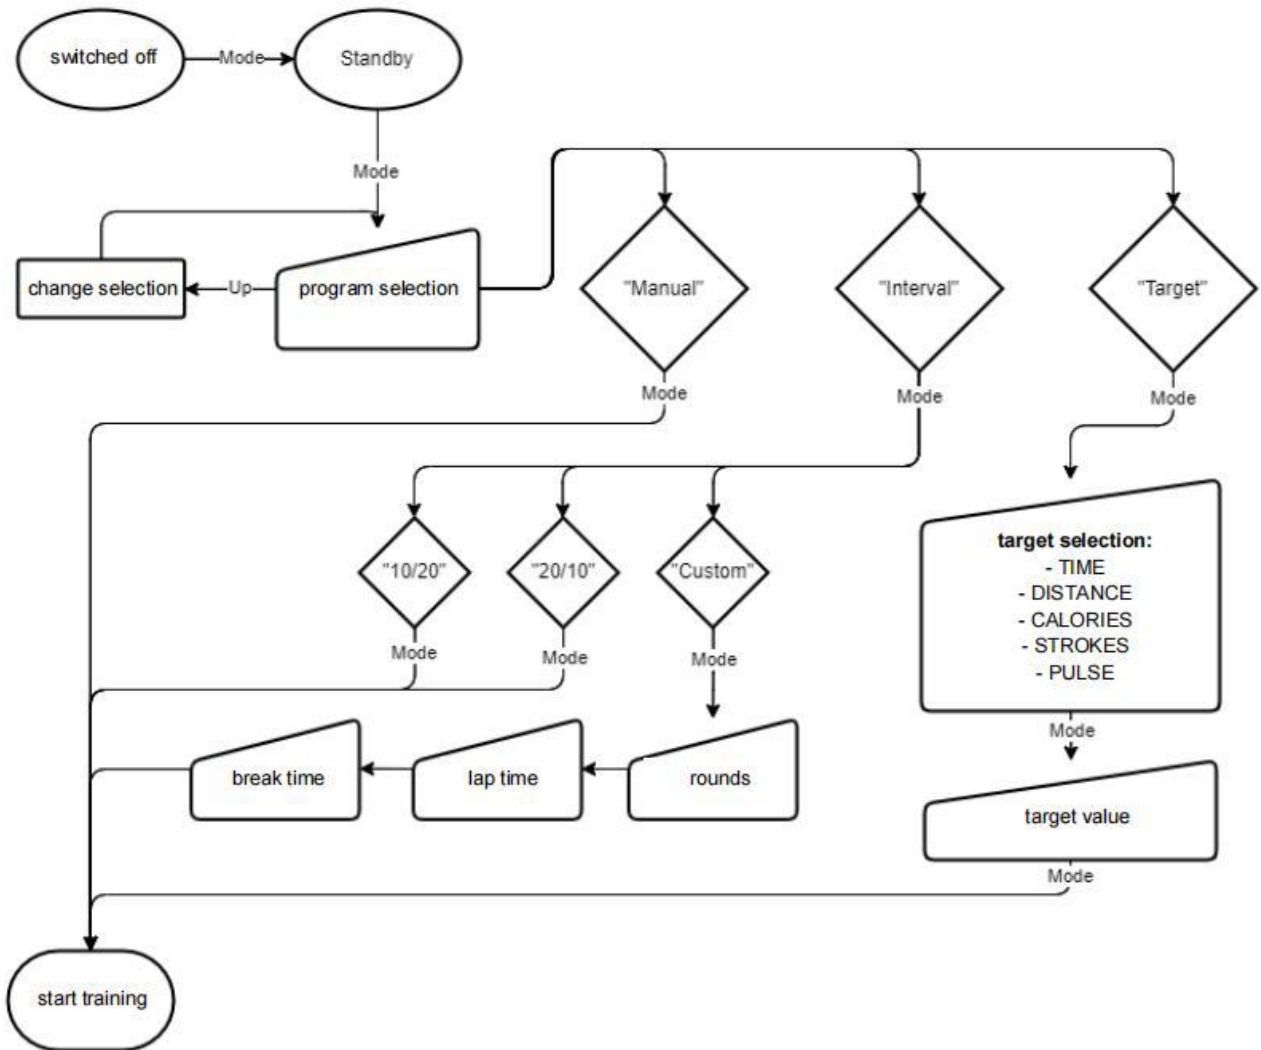 switched off
Mode
Standby
Mode
change selection
Up
program selection
"Manual"
"Interval"
"Target"
Mode
Mode
Mode
"10/20"
"20/10"
"Custom"
target selection:
- TIME
- DISTANCE
- CALORIES
- STROKES
- PULSE
Mode
Mode
Mode
Mode
break time
lap time
rounds
target value
Mode
start training